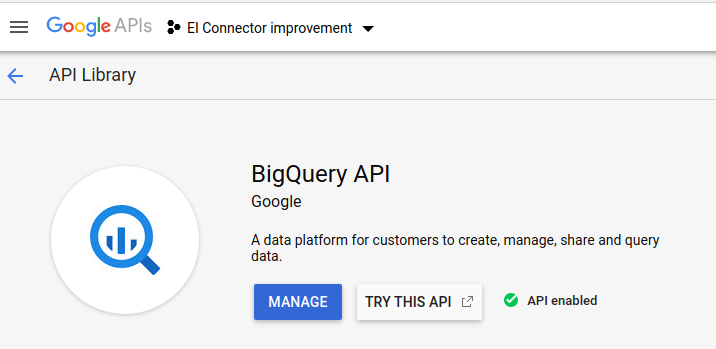 Google APIs EI Connector improvement
API Library
BigQuery API
Google
A data platform for customers to create, manage, share and query
data.
MANAGE TRY THIS API API enabled